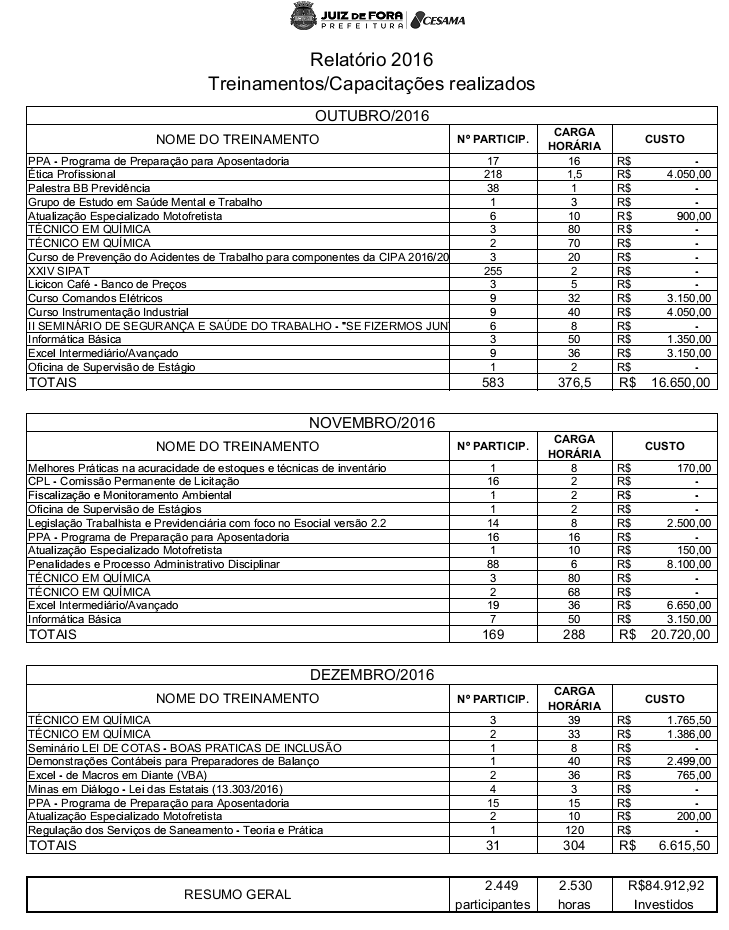 JUIZ DE FORA
PREFEITURA
CESAMA
Relatório 2016
Treinamentos/Capacitações realizados
OUTUBRO/2016
NOME DO TREINAMENTO Nº PARTICIP. CARGA HORÁRIA CUSTO
PPA - Programa de Preparação para Aposentadoria 17 16 R$ -
Ética Profissional 218 1,5 R$ 4.050,00
Palestra BB Previdência 38 1 R$ -
Grupo de Estudo em Saúde Mental e Trabalho 1 3 R$ -
Atualização Especializado Motofretista 6 10 R$ 900,00
TÉCNICO EM QUÍMICA 3 80 R$ -
TÉCNICO EM QUÍMICA 2 70 R$ -
Curso de Prevenção do Acidentes de Trabalho para componentes da CIPA 2016/20 3 20 R$ -
XXIV SIPAT 255 2 R$ -
Licicon Café - Banco de Preços 3 5 R$ -
Curso Comandos Elétricos 9 32 R$ 3.150,00
Curso Instrumentação Industrial 9 40 R$ 4.050,00
II SEMINÁRIO DE SEGURANÇA E SAÚDE DO TRABALHO - "SE FIZERMOS JUN 6 8 R$ -
Informática Básica 3 50 R$ 1.350,00
Excel Intermediário/Avançado 9 36 R$ 3.150,00
Oficina de Supervisão de Estágio 1 2 R$ -
TOTAIS 583 376,5 R$ 16.650,00
NOVEMBRO/2016
NOME DO TREINAMENTO Nº PARTICIP. CARGA HORÁRIA CUSTO
Melhores Práticas na acuracidade de estoques e técnicas de inventário 1 8 R$ 170,00
CPL - Comissão Permanente de Licitação 16 2 R$ -
Fiscalização e Monitoramento Ambiental 1 2 R$ -
Oficina de Supervisão de Estágios 1 2 R$ -
Legislação Trabalhista e Previdenciária com foco no Esocial versão 2.2 14 8 R$ 2.500,00
PPA - Programa de Preparação para Aposentadoria 16 16 R$ -
Atualização Especializado Motofretista 1 10 R$ 150,00
Penalidades e Processo Administrativo Disciplinar 88 6 R$ 8.100,00
TÉCNICO EM QUÍMICA 3 80 R$ -
TÉCNICO EM QUÍMICA 2 68 R$ -
Excel Intermediário/Avançado 19 36 R$ 6.650,00
Informática Básica 7 50 R$ 3.150,00
TOTAIS 169 288 R$ 20.720,00
DEZEMBRO/2016
NOME DO TREINAMENTO Nº PARTICIP. CARGA HORÁRIA CUSTO
TÉCNICO EM QUÍMICA 3 39 R$ 1.765,50
TÉCNICO EM QUÍMICA 2 33 R$ 1.386,00
Seminário LEI DE COTAS - BOAS PRATICAS DE INCLUSÃO 1 8 R$ -
Demonstrações Contábeis para Preparadores de Balanço 1 40 R$ 2.499,00
Excel - de Macros em Diante (VBA) 2 36 R$ 765,00
Minas em Diálogo - Lei das Estatais (13.303/2016) 4 3 R$ -
PPA - Programa de Preparação para Aposentadoria 15 15 R$ -
Atualização Especializado Motofretista 2 10 R$ 200,00
Regulação dos Serviços de Saneamento - Teoria e Prática 1 120 R$ -
TOTAIS 31 304 R$ 6.615,50
RESUMO GERAL 2.449 2.530 R$84.912,92
participantes horas Investidos